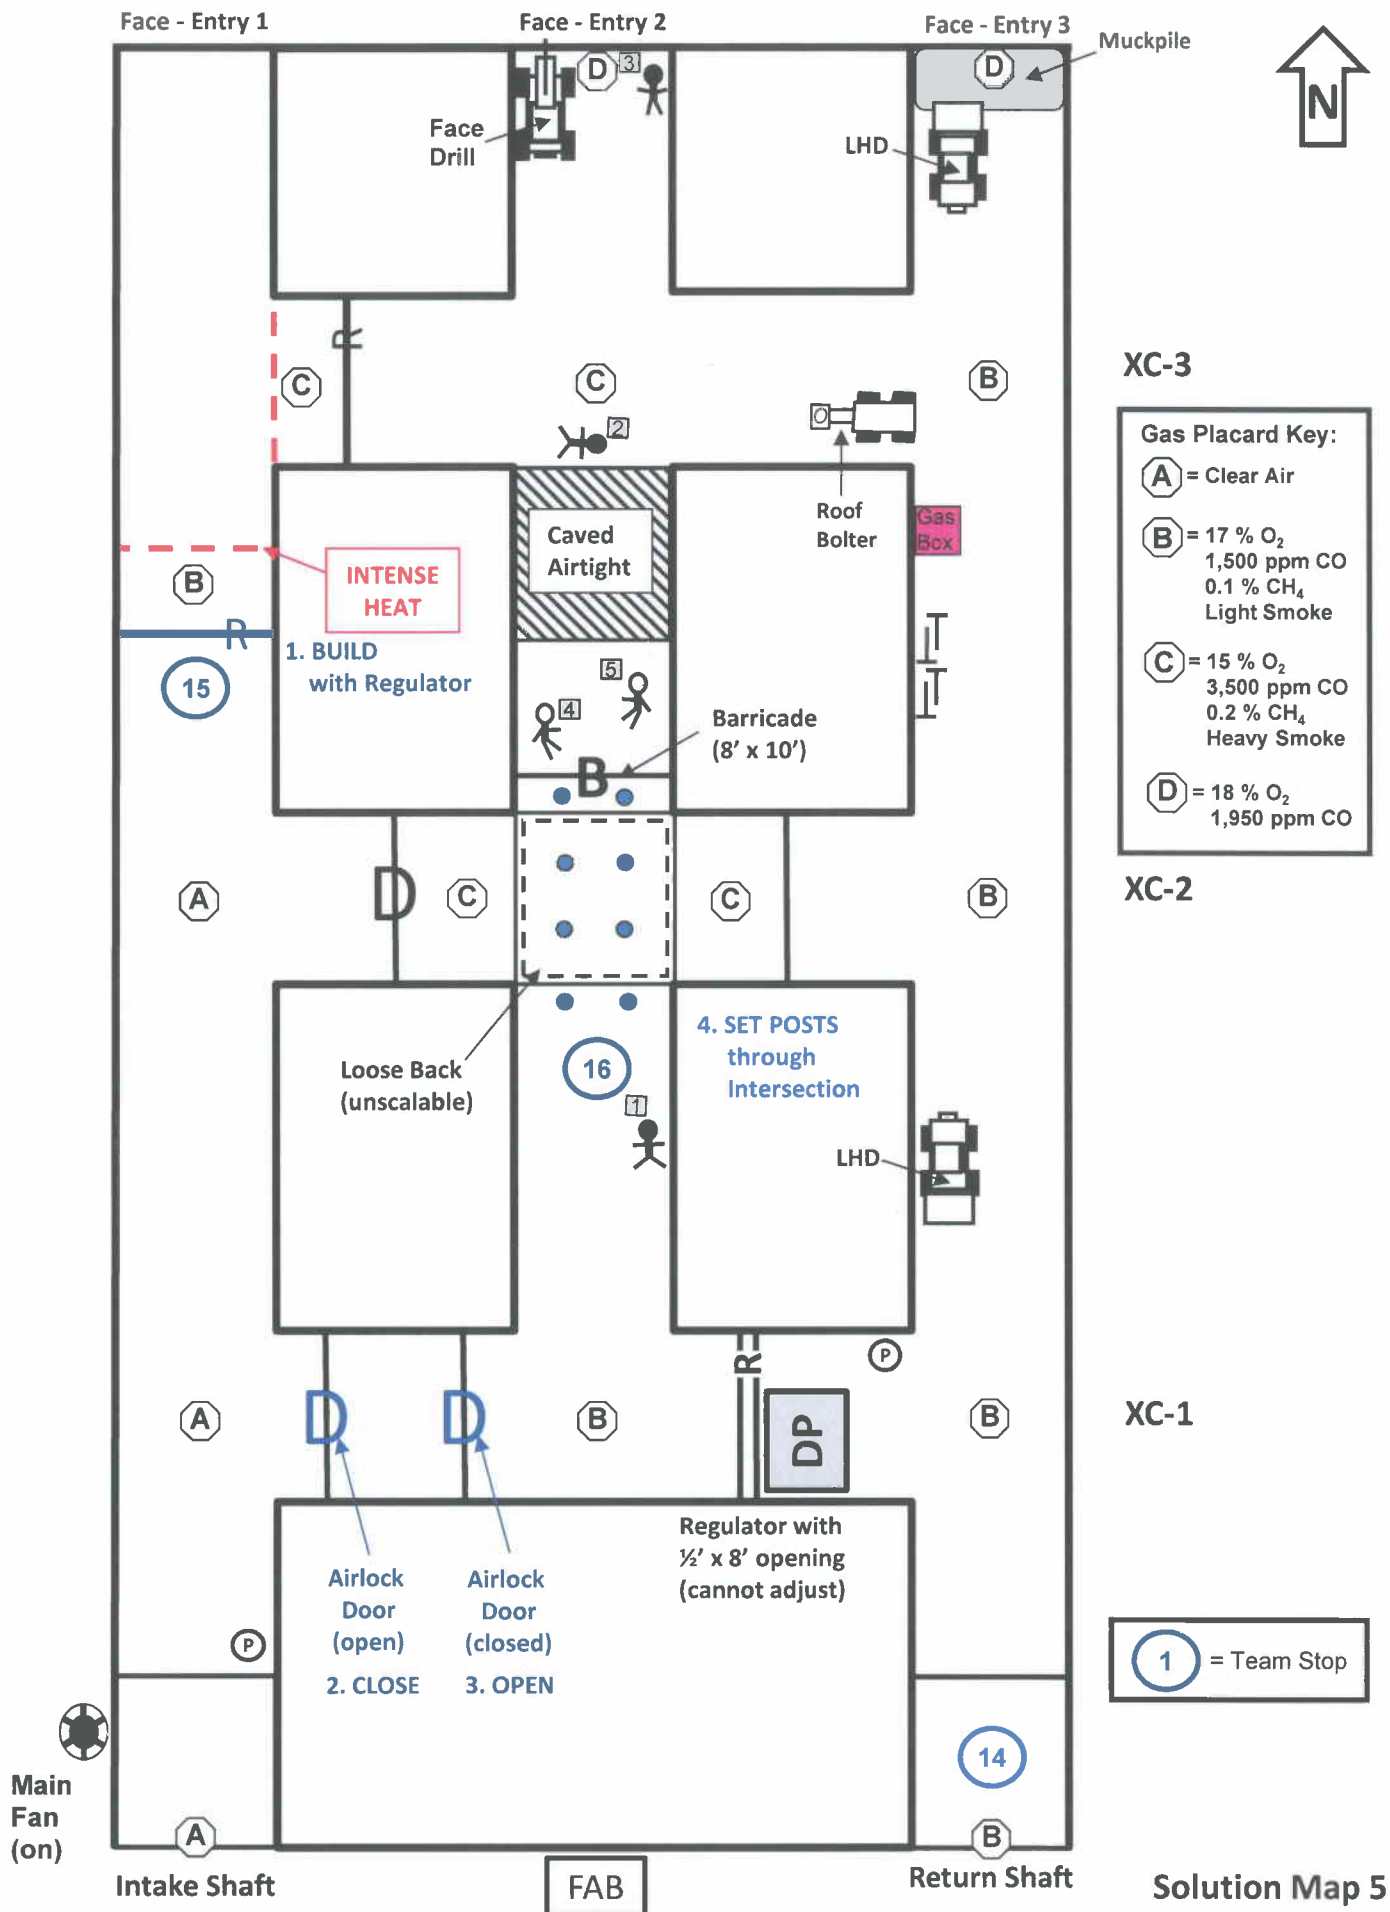 Face - Entry 1
Face - Entry 2
Face - Entry 3
Muckpile
N
D
3
D
Face
Drill
LHD
R
XC-3
C
C
B
2
O
Gas Placard Key:
A = Clear Air
B = 17 % O₂
1,500 ppm CO
0.1 % CH₄
Light Smoke
C = 15 % O₂
3,500 ppm CO
0.2 % CH₄
Heavy Smoke
D = 18 % O₂
1,950 ppm CO
Roof
Bolter
Gas
Box
Caved
Airtight
INTENSE
HEAT
B
R
1. BUILD
with Regulator
15
5
4
Barricade
(8' x 10')
B
A
D
C
C
B
XC-2
Loose Back
(unscalable)
16
4. SET POSTS
through
Intersection
1
LHD
R
P
A
D
D
B
DP
B
XC-1
Regulator with
½' x 8' opening
(cannot adjust)
Airlock
Door
(open)
2. CLOSE
Airlock
Door
(closed)
3. OPEN
P
1 = Team Stop
14
Main
Fan
(on)
A
B
Intake Shaft
FAB
Return Shaft
Solution Map 5